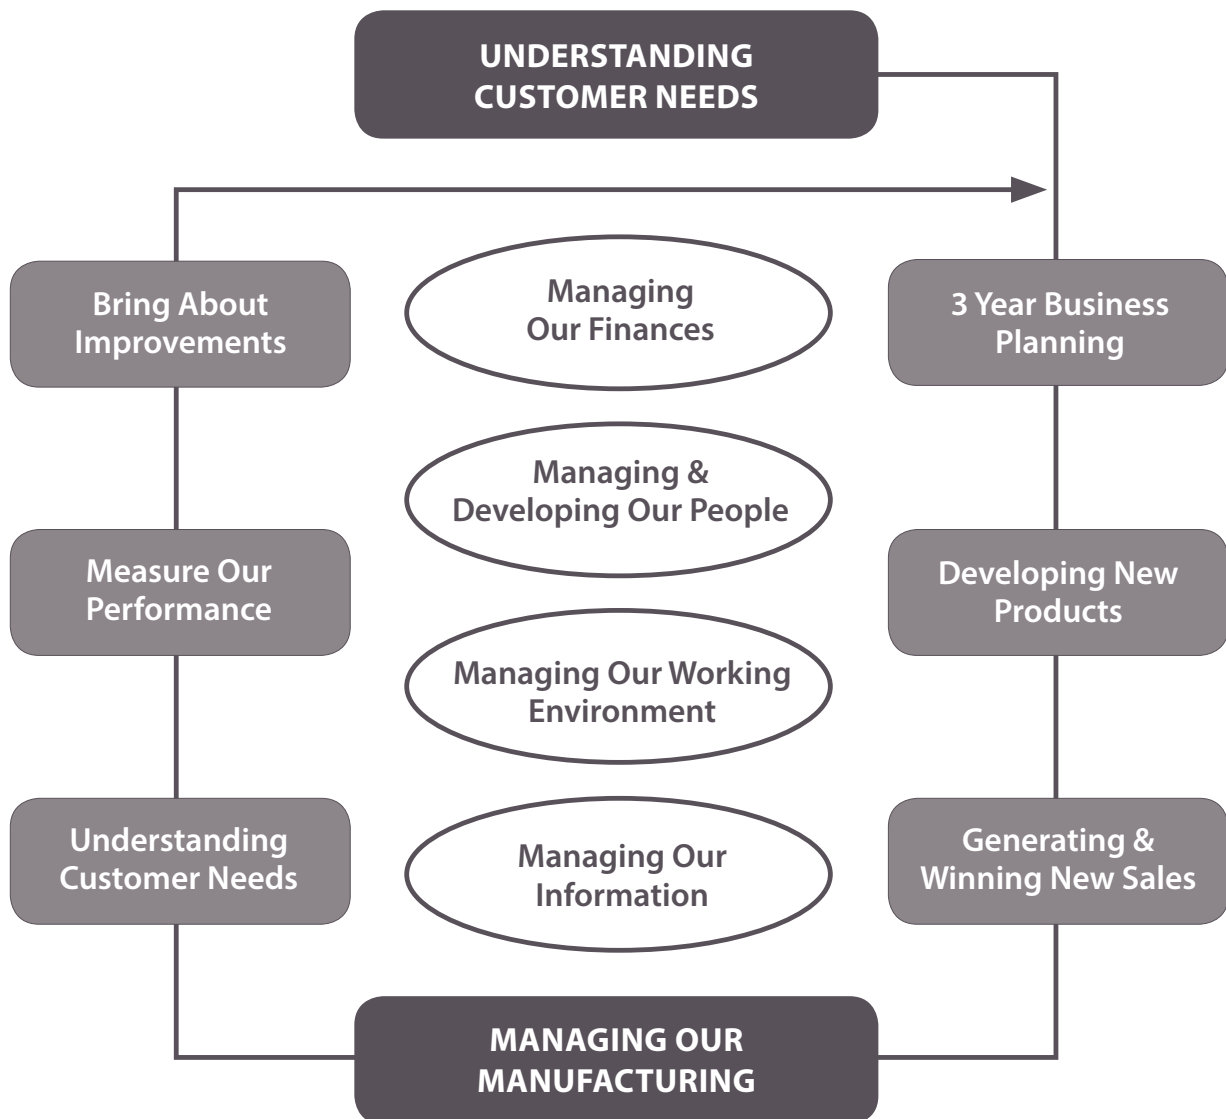 UNDERSTANDING
CUSTOMER NEEDS
Bring About
Improvements
Managing
Our Finances
3 Year Business
Planning
Managing &
Developing Our People
Measure Our
Performance
Developing New
Products
Managing Our Working
Environment
Understanding
Customer Needs
Managing Our
Information
Generating &
Winning New Sales
MANAGING OUR
MANUFACTURING